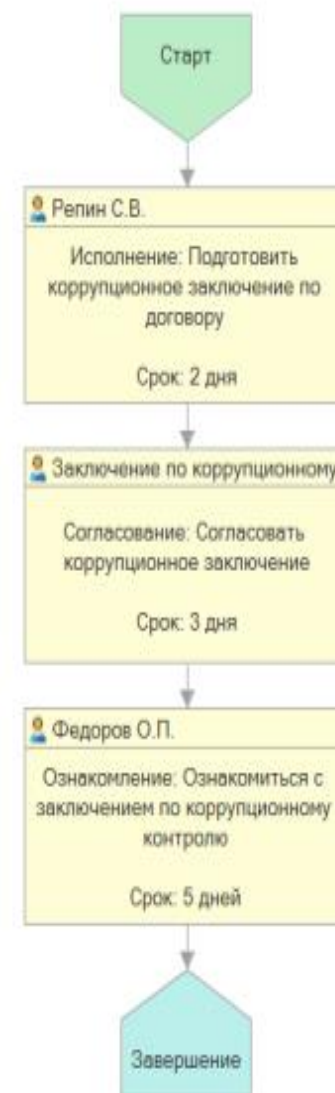 Старт
Репин С.В.
Исполнение: Подготовить
коррупционное заключение по
договору
Срок: 2 дня
Заключение по коррупционному
Согласование: Согласовать
коррупционное заключение
Срок: 3 дня
Федоров О.П.
Ознакомление: Ознакомиться с
заключением по коррупционному
контролю
Срок: 5 дней
Завершение